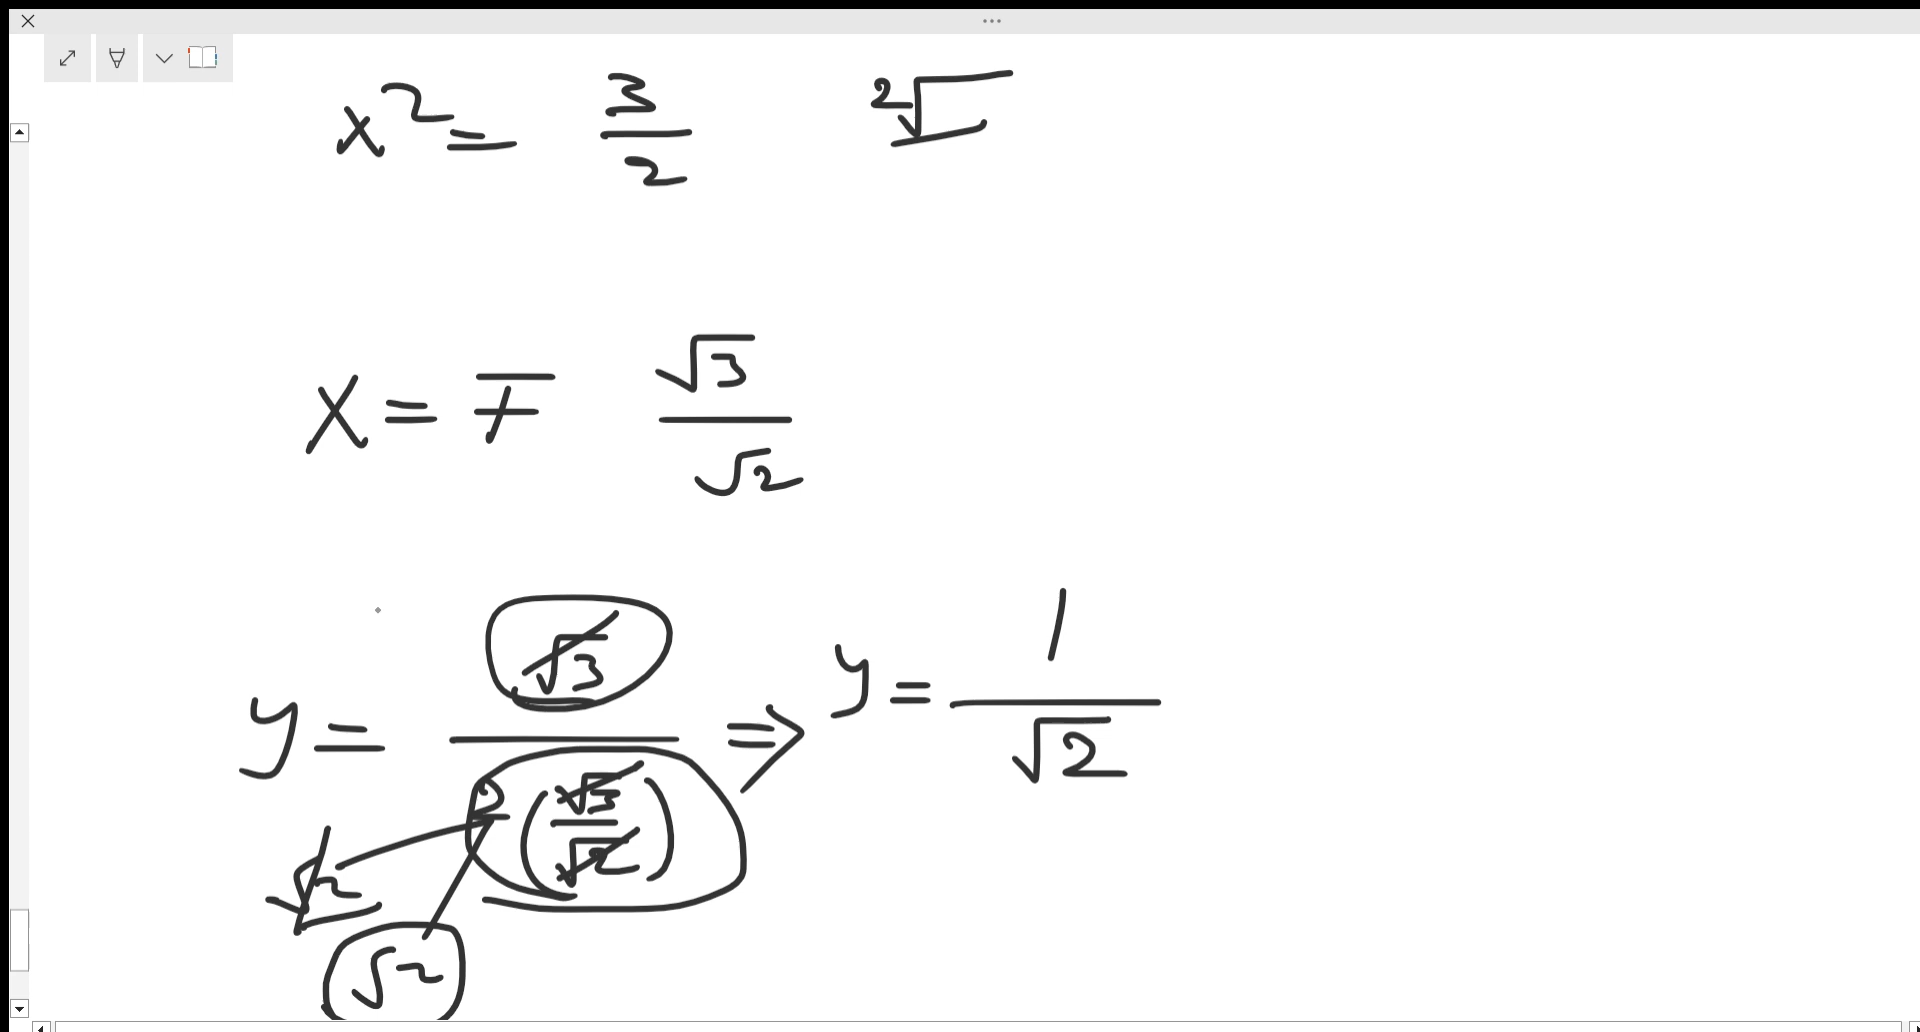 x² = 3/2 ²√
x = ∓ √3/√2
y = √3 / 2(√3/√2) => y = 1/√2
√2
√2